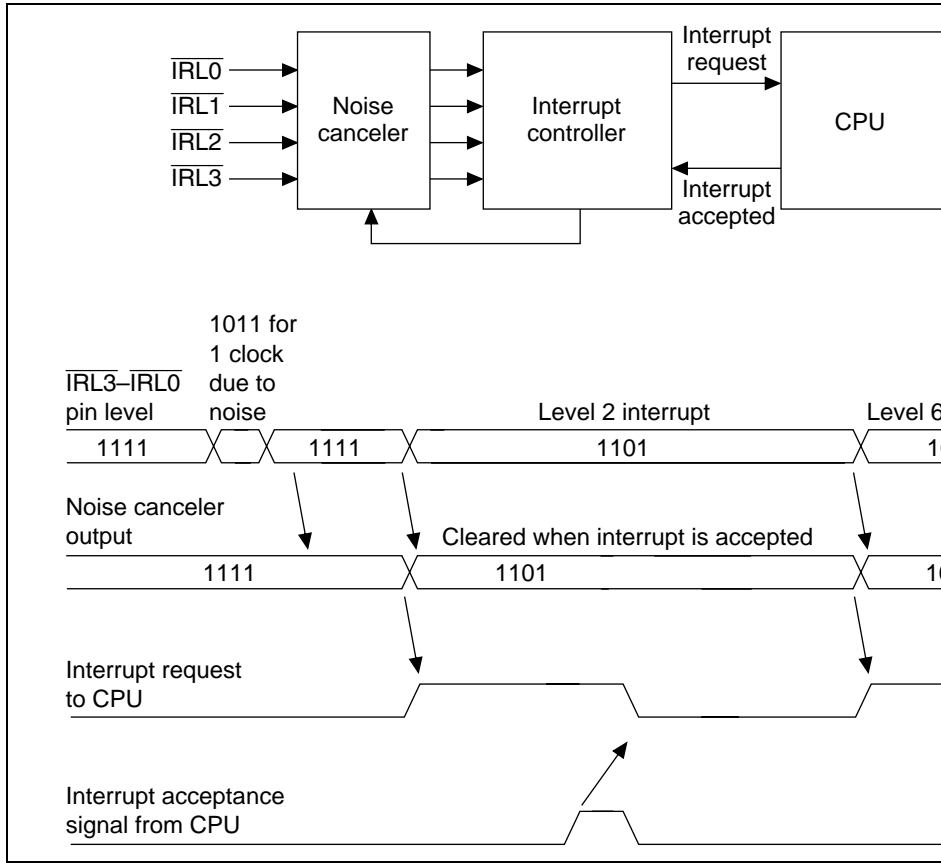 IRL0
IRL1
IRL2
IRL3
Noise
canceler
Interrupt
controller
Interrupt
request
CPU
Interrupt
accepted
1011 for
1 clock
due to
noise
IRL3–IRL0
pin level
Level 2 interrupt
Level 6
1111
1111
1101
Noise canceler
output
Cleared when interrupt is accepted
1111
1101
Interrupt request
to CPU
Interrupt acceptance
signal from CPU